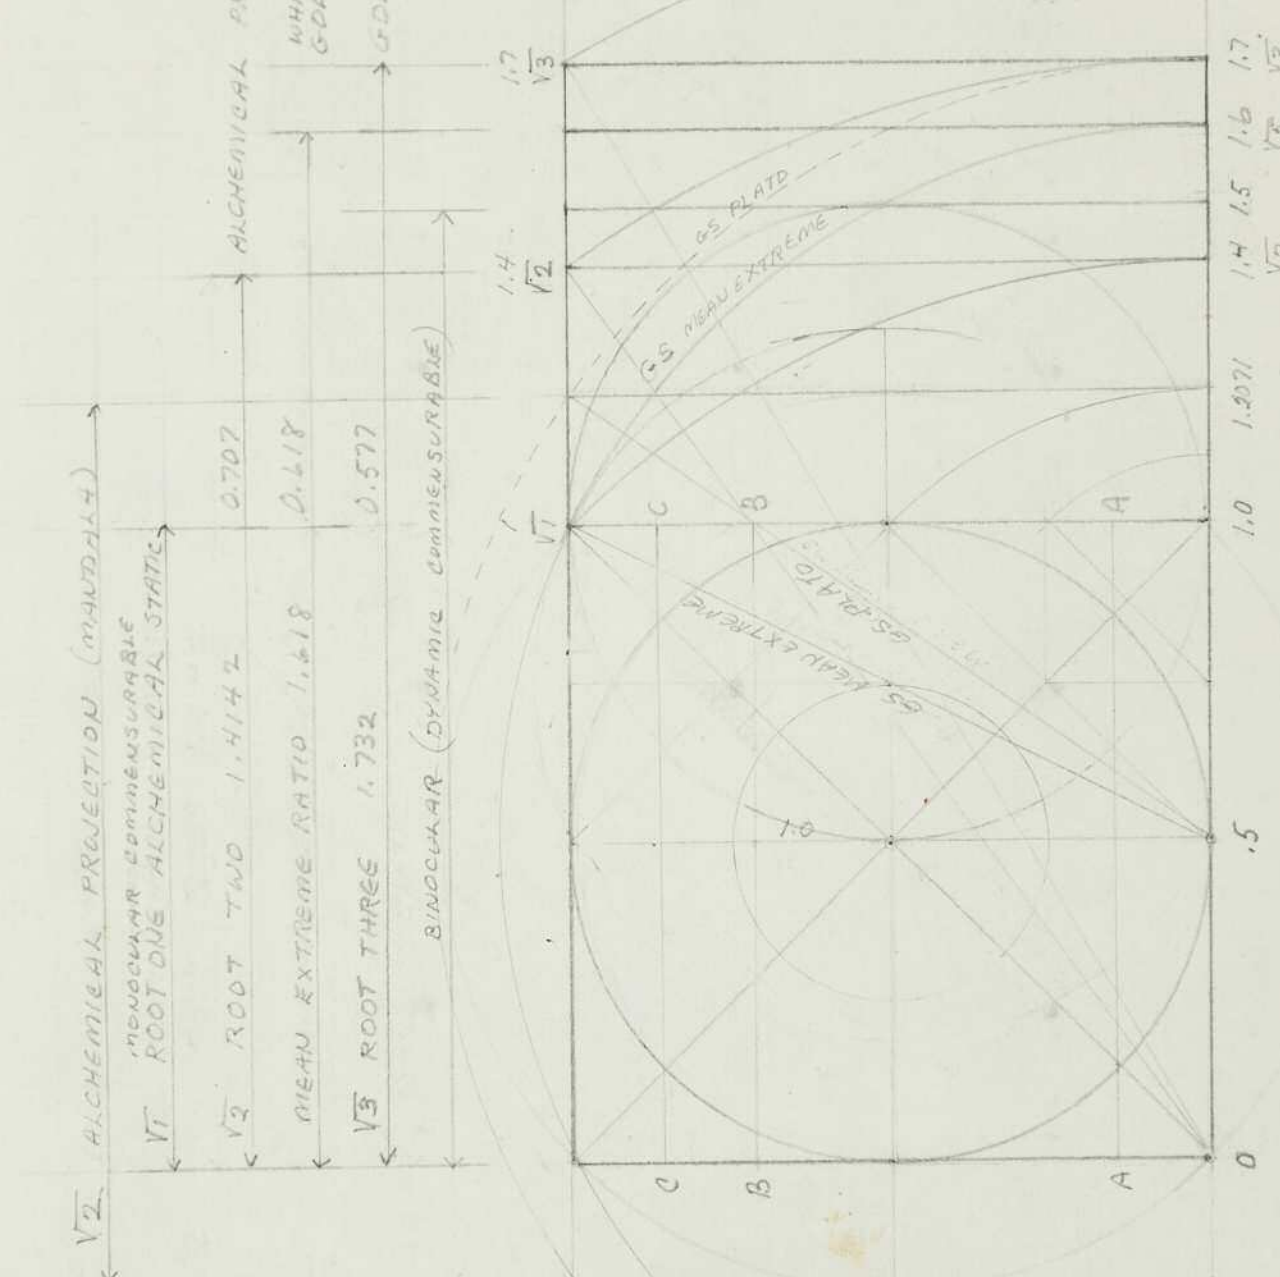 √2 ALCHEMICAL PROJECTION (MANDALA)
MONOCULAR COMMENSURABLE
√1 ROOT ONE ALCHEMICAL STATIC
√2 ROOT TWO 1.4142 0.707 ALCHEMICAL
MEAN EXTREME RATIO 1.618 0.618
√3 ROOT THREE 1.732 0.577
BINOCULAR (DYNAMIC COMMENSURABLE)
1
√1
1.4
√2
1.7
√3
GS PLATO
GS MEAN EXTREME
C C
B B
GS MEAN EXTREME
GS PLATO
A A
0 .5 1.0 1.2071 1.4 1.5 1.6 1.7